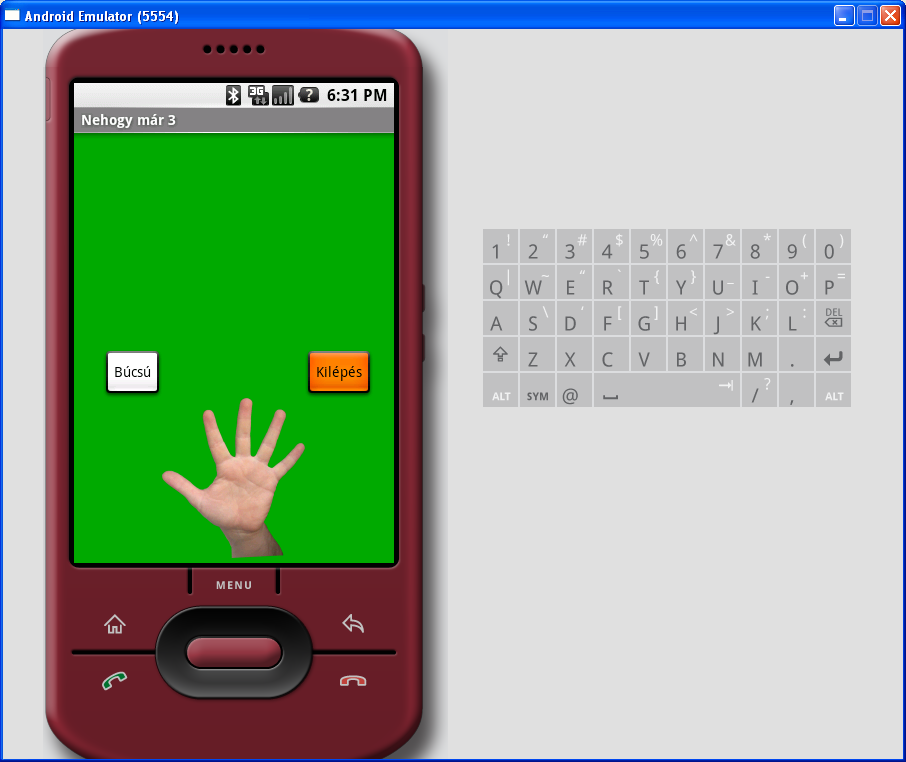 Android Emulator (5554)
3G ? 6:31 PM
Nehogy már 3
Búcsú
Kilépés
MENU
1 ! 2 “ 3 # 4 $ 5 % 6 ^ 7 & 8 * 9 ( 0 )
Q | W ~ E “ R ` T { Y } U _ I - O + P =
A S \ D ‘ F [ G ] H < J > K ; L : DEL
Z X C V B N M .
ALT SYM @ / ? , ALT